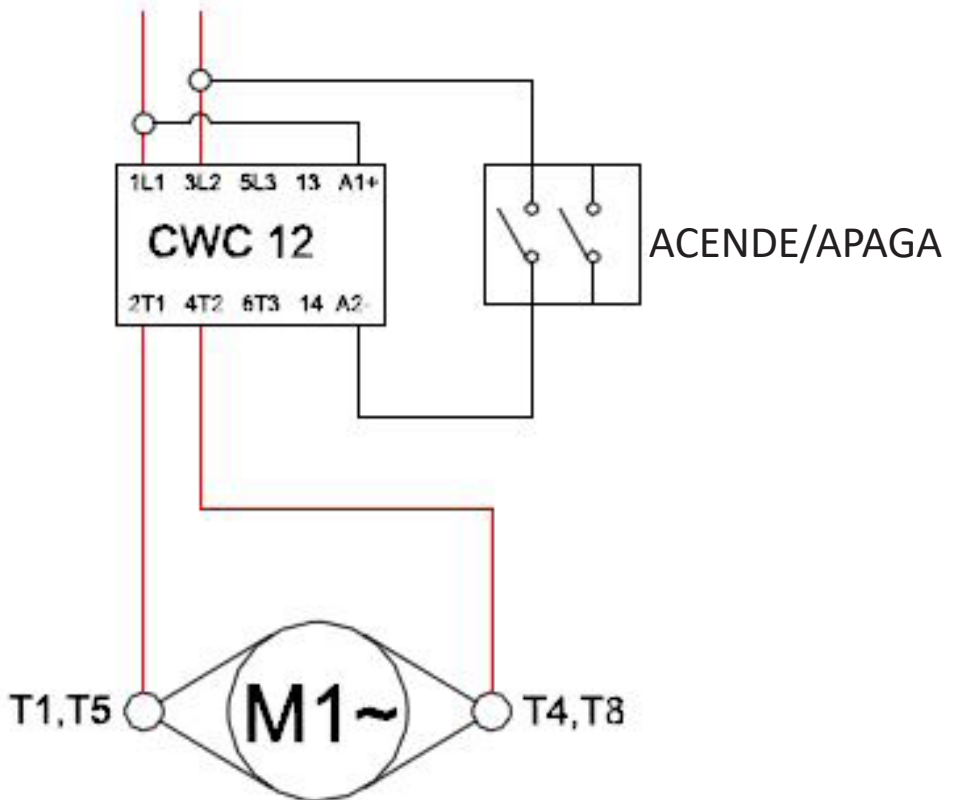 1L1 3L2 5L3 13 A1+
CWC 12
ACENDE/APAGA
2T1 4T2 6T3 14 A2-
T1,T5
M1~
T4,T8